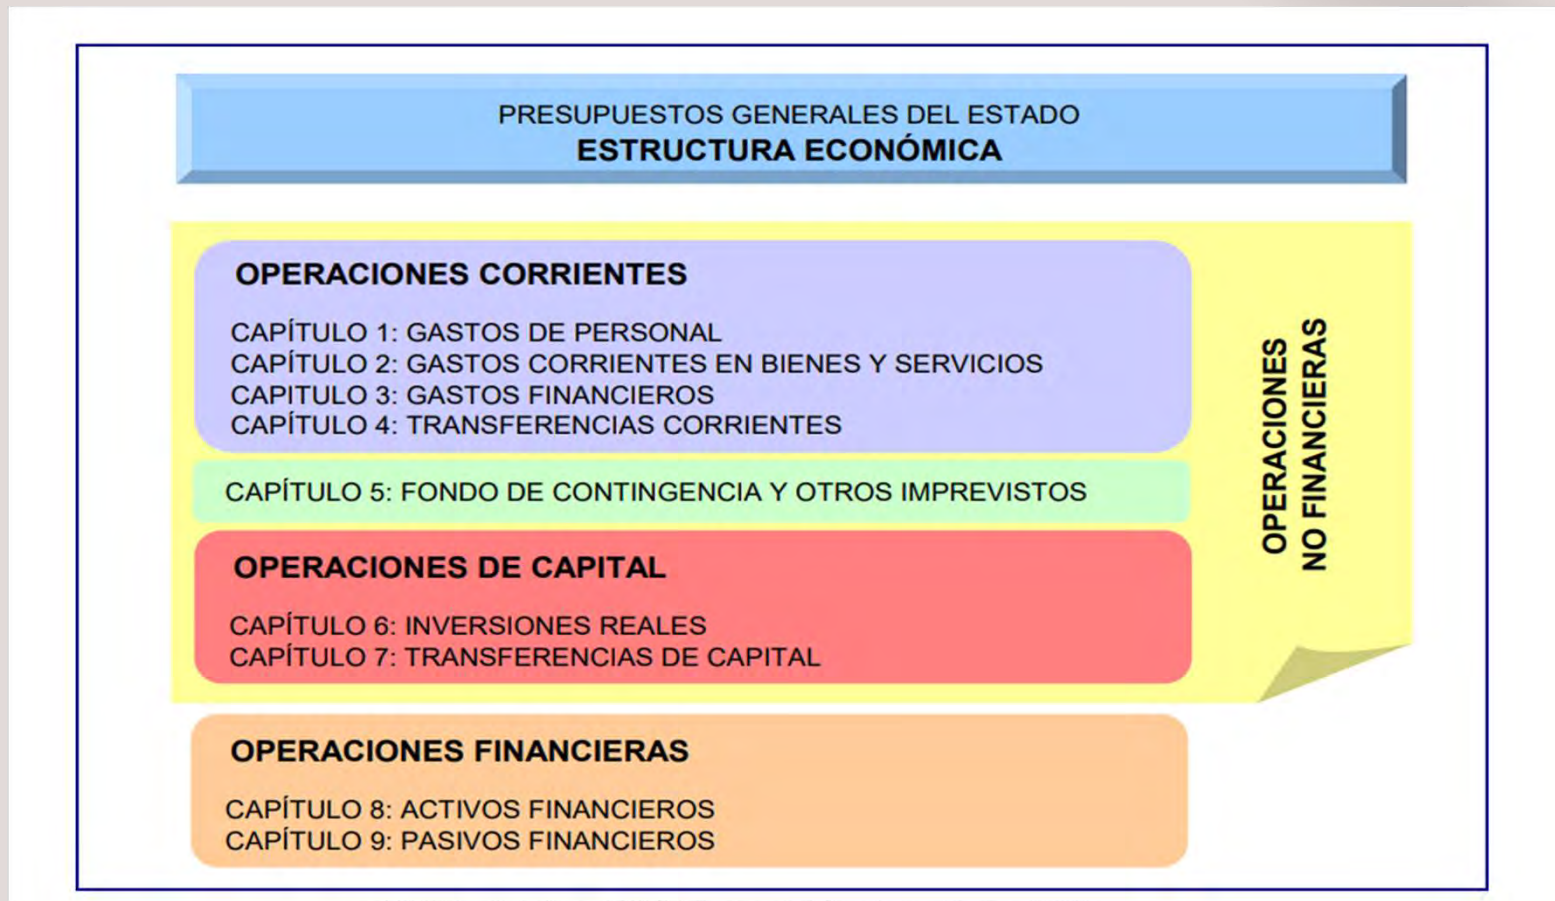 PRESUPUESTOS GENERALES DEL ESTADO
ESTRUCTURA ECONÓMICA
OPERACIONES CORRIENTES
CAPÍTULO 1: GASTOS DE PERSONAL
CAPÍTULO 2: GASTOS CORRIENTES EN BIENES Y SERVICIOS
CAPITULO 3: GASTOS FINANCIEROS
CAPÍTULO 4: TRANSFERENCIAS CORRIENTES
CAPÍTULO 5: FONDO DE CONTINGENCIA Y OTROS IMPREVISTOS
OPERACIONES DE CAPITAL
CAPÍTULO 6: INVERSIONES REALES
CAPÍTULO 7: TRANSFERENCIAS DE CAPITAL
OPERACIONES
NO FINANCIERAS
OPERACIONES FINANCIERAS
CAPÍTULO 8: ACTIVOS FINANCIEROS
CAPÍTULO 9: PASIVOS FINANCIEROS